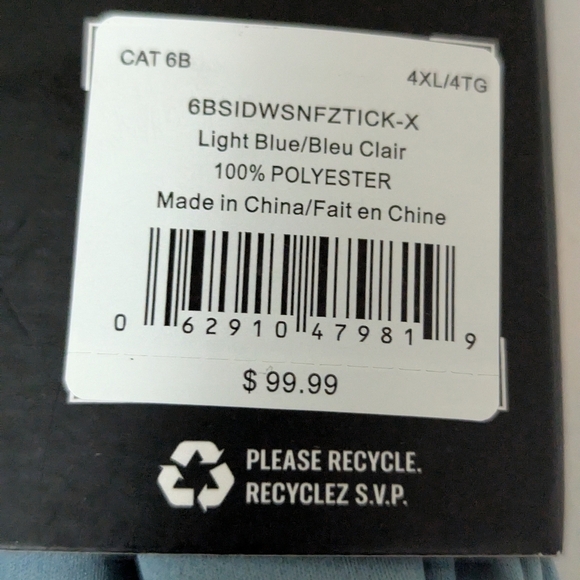 CAT 6B
4XL/4TG
6BSIDWSNFZTICK-X
Light Blue/Bleu Clair
100% POLYESTER
Made in China/Fait en Chine
0 62910 47981 9
$ 99.99
PLEASE RECYCLE.
RECYCLEZ S.V.P.